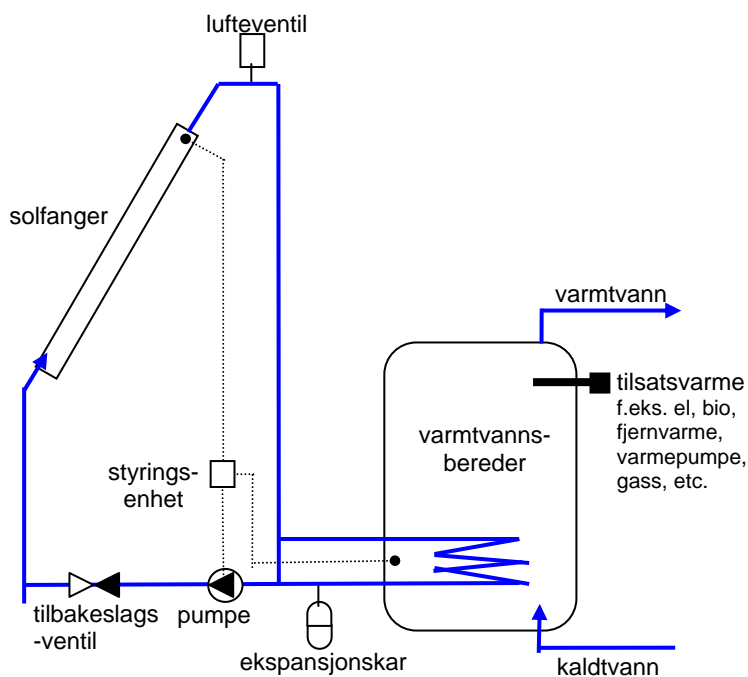 lufteventil
solfanger
varmtvann
tilsatsvarme
f.eks. el, bio,
fjernvarme,
varmepumpe,
gass, etc.
varmtvanns-
bereder
styrings-
enhet
tilbakeslags
-ventil
pumpe
ekspansjonskar
kaldtvann